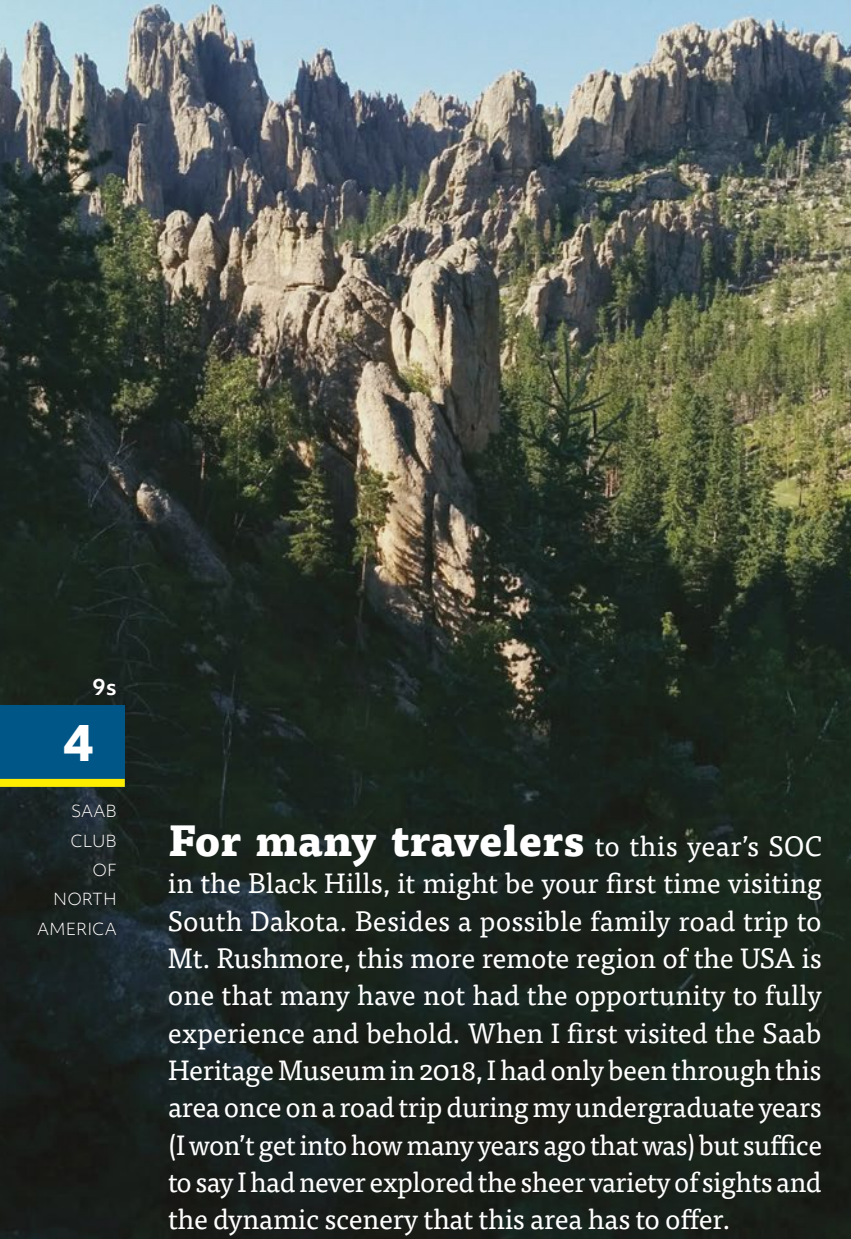 9s
4
SAAB
CLUB
OF
NORTH
AMERICA
For many travelers to this year’s SOC
in the Black Hills, it might be your first time visiting
South Dakota. Besides a possible family road trip to
Mt. Rushmore, this more remote region of the USA is
one that many have not had the opportunity to fully
experience and behold. When I first visited the Saab
Heritage Museum in 2018, I had only been through this
area once on a road trip during my undergraduate years
(I won’t get into how many years ago that was) but suffice
to say I had never explored the sheer variety of sights and
the dynamic scenery that this area has to offer.